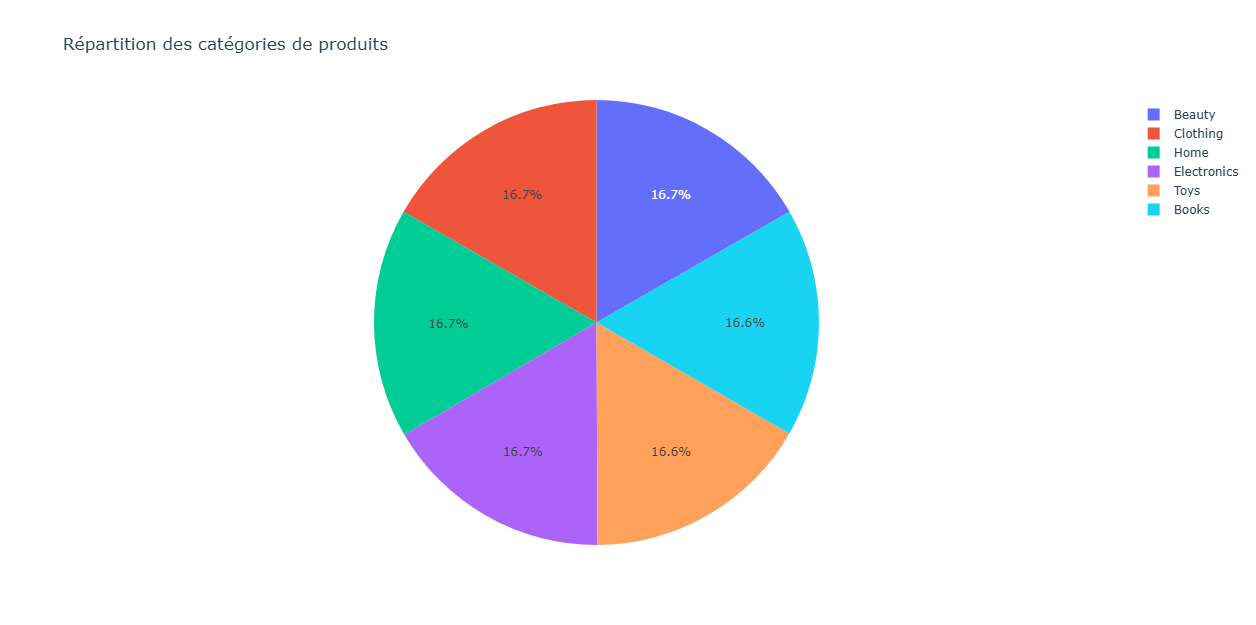 Répartition des catégories de produits
Beauty
Clothing
Home
Electronics
Toys
Books
16.7%
16.7%
16.7%
16.6%
16.7%
16.6%